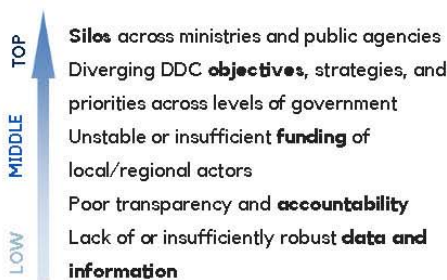 TOP
MIDDLE
LOW
Silos across ministries and public agencies
Diverging DDC objectives, strategies, and
priorities across levels of government
Unstable or insufficient funding of
local/regional actors
Poor transparency and accountability
Lack of or insufficiently robust data and
information